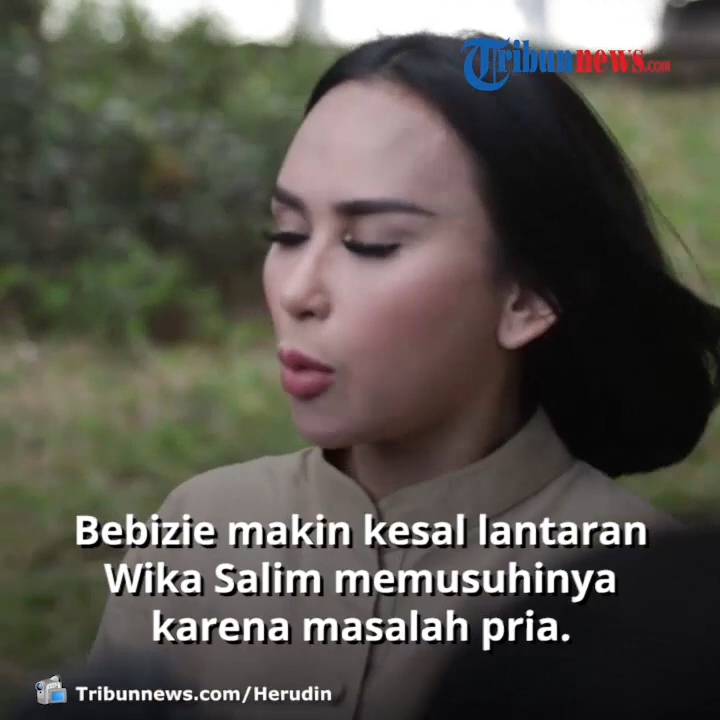 Tribunnews.com
Bebizie makin kesal lantaran
Wika Salim memusuhinya
karena masalah pria.
Tribunnews.com/Herudin